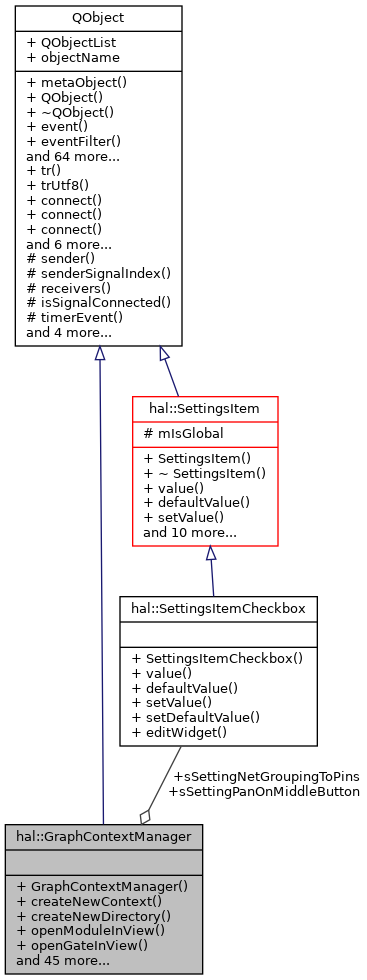 QObject
+ QObjectList
+ objectName
+ metaObject()
+ QObject()
+ ~QObject()
+ event()
+ eventFilter()
and 64 more...
+ tr()
+ trUtf8()
+ connect()
+ connect()
+ connect()
and 6 more...
# sender()
# senderSignalIndex()
# receivers()
# isSignalConnected()
# timerEvent()
and 4 more...
hal::SettingsItem
# mIsGlobal
+ SettingsItem()
+ ~ SettingsItem()
+ value()
+ defaultValue()
+ setValue()
and 10 more...
hal::SettingsItemCheckbox
+ SettingsItemCheckbox()
+ value()
+ defaultValue()
+ setValue()
+ setDefaultValue()
+ editWidget()
+sSettingNetGroupingToPins
+sSettingPanOnMiddleButton
hal::GraphContextManager
+ GraphContextManager()
+ createNewContext()
+ createNewDirectory()
+ openModuleInView()
+ openGateInView()
and 45 more...